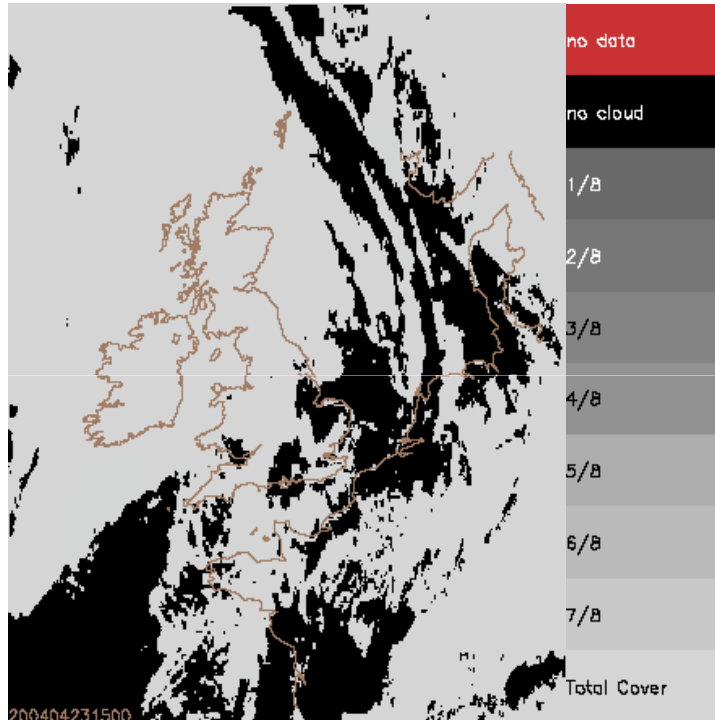 no data
no cloud
1/8
2/8
3/8
4/8
5/8
6/8
7/8
Total Cover
200404231500